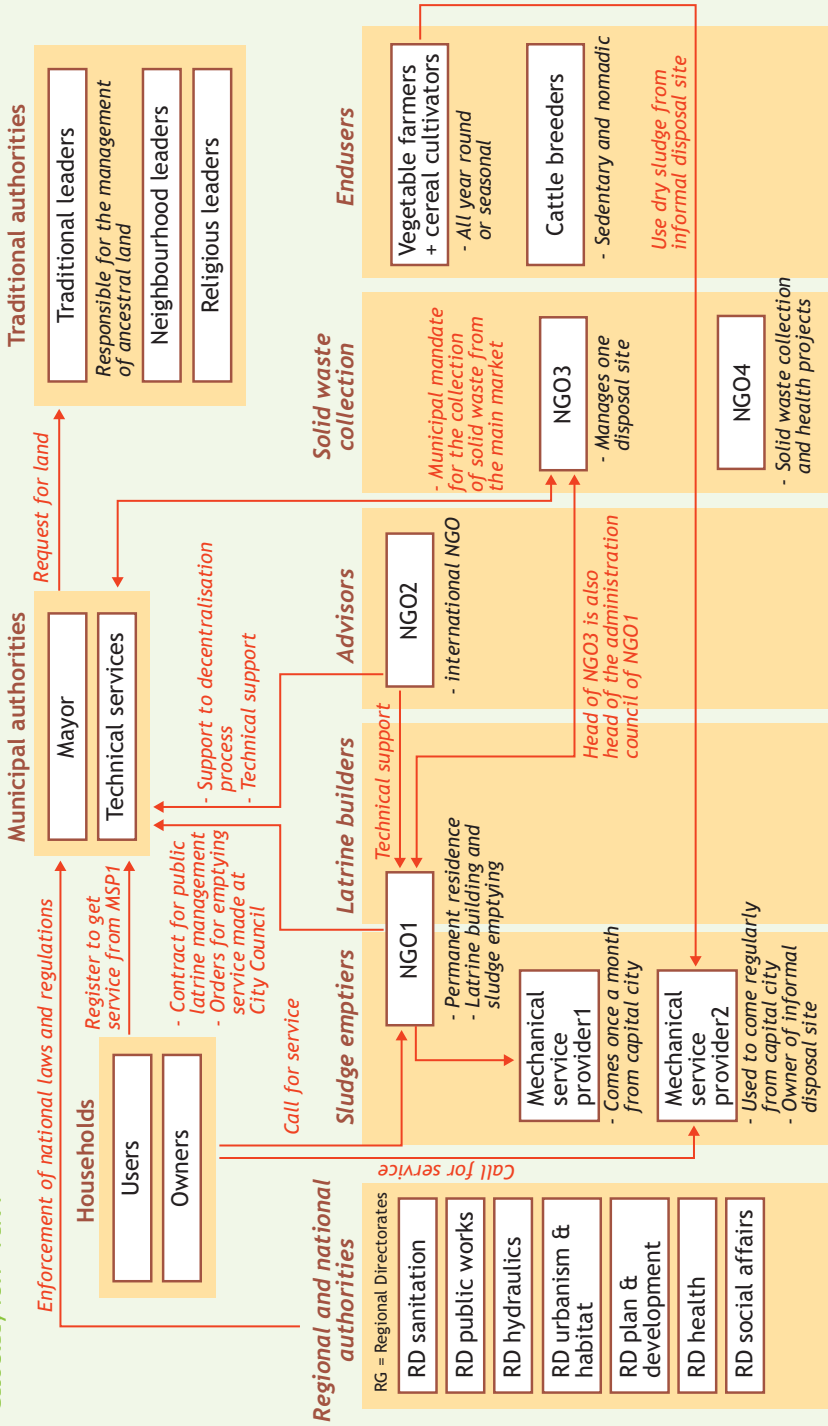 Traditional authorities
Traditional leaders
Responsible for the management
of ancestral land
Neighbourhood leaders
Religious leaders
Request for land
Municipal authorities
Mayor
Technical services
Enforcement of national laws and regulations
Register to get
service from MSP1
Households
Users
Owners
- Contract for public
latrine management
- Orders for emptying
service made at
City Council
- Support to decentralisation
process
- Technical support
- Municipal mandate
for the collection
of solid waste from
the main market
Call for service
Call for service
Regional and national
authorities
RG = Regional Directorates
RD sanitation
RD public works
RD hydraulics
RD urbanism &
habitat
RD plan &
development
RD health
RD social affairs
Sludge emptiers
Latrine builders
NGO1
- Permanent residence
- Latrine building and
sludge emptying
Mechanical
service
provider1
- Comes once a month
from capital city
Mechanical
service
provider2
- Used to come regularly
from capital city
- Owner of informal
disposal site
Technical support
Advisors
NGO2
- international NGO
Head of NGO3 is also
head of the administration
council of NGO1
Solid waste
collection
NGO3
- Manages one
disposal site
NGO4
- Solid waste collection
and health projects
Endusers
Vegetable farmers
+ cereal cultivators
- All year round
or seasonal
Cattle breeders
- Sedentary and nomadic
Use dry sludge from
informal disposal site